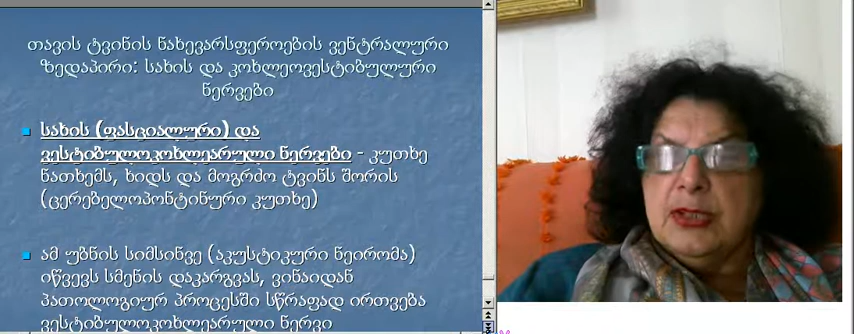 თავის ტვინის ნახევარსფეროების ვენტრალური
ზედაპირი: სახის და კოხლეოვესტიბულური
ნერვები
სახის (ფასციალური) და
ვესტიბულოკოხლეარული ნერვები - კუთხე
ნათხემს, ხიდს და მოგრძო ტვინს შორის
(ცერებელოპონტინური კუთხე)
ამ უბნის სიმსივნე (აკუსტიკური ნეირომა)
იწვევს სმენის დაკარგვას, ვინაიდან
პათოლოგიურ პროცესში სწრაფად ირთვება
ვესტიბულოკოხლეარული ნერვი